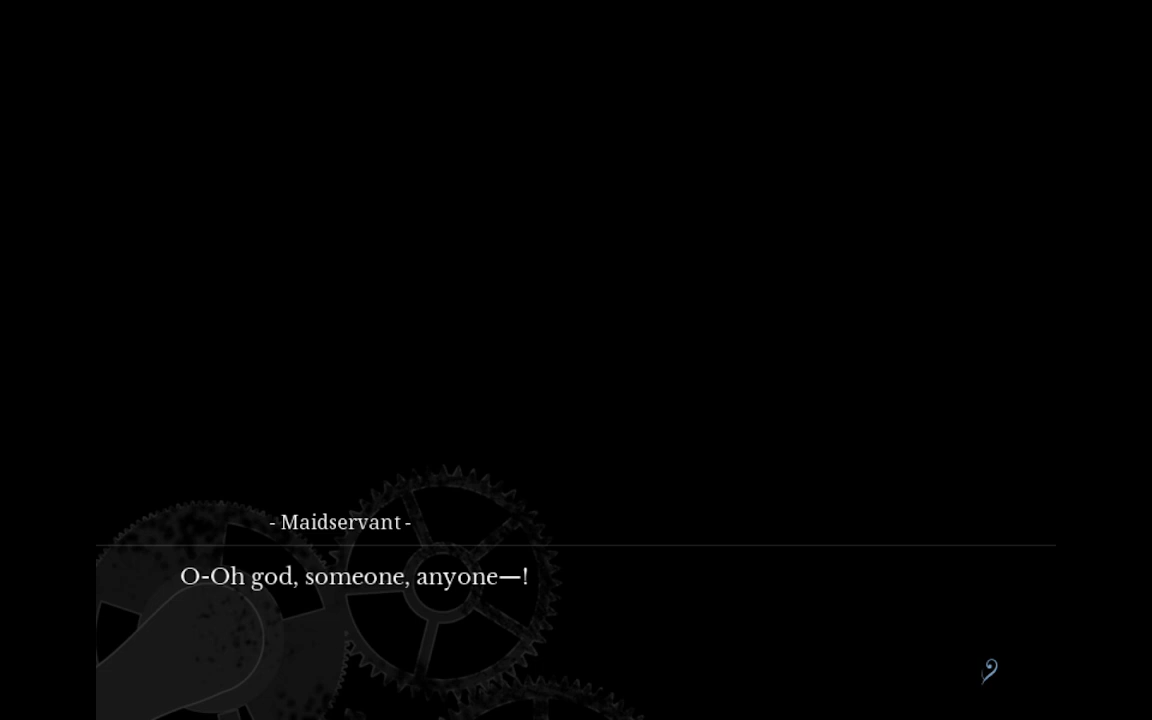 - Maidservant -
O-Oh god, someone, anyone—!